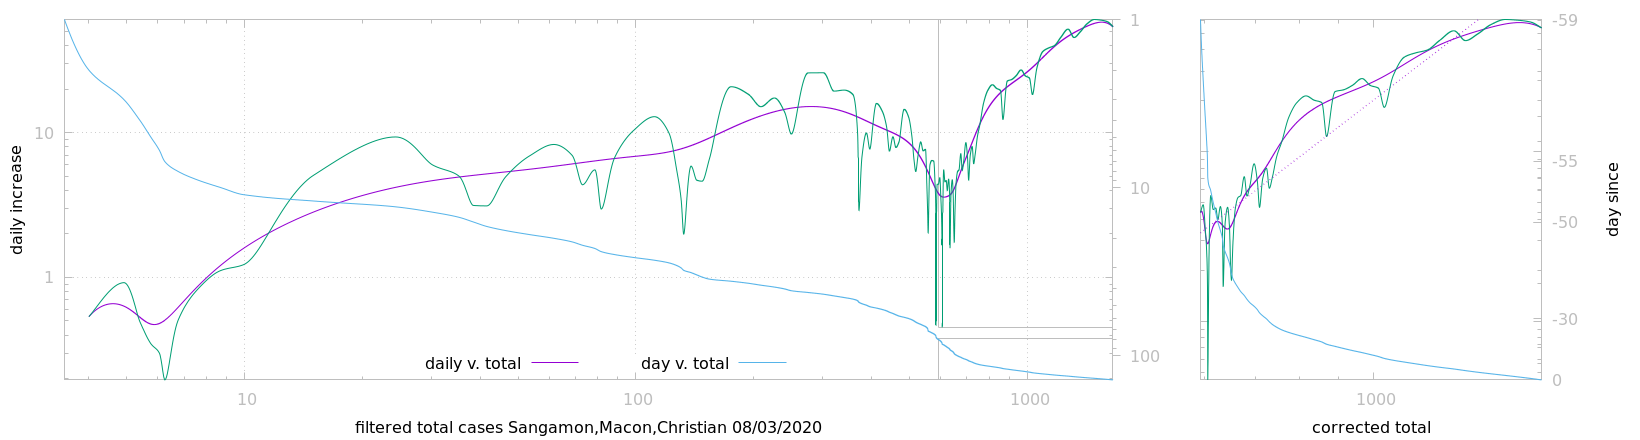 1
-59
10
daily increase
10
-55
day since
-50
1
-30
daily v. total
day v. total
100
0
10
100
1000
1000
filtered total cases Sangamon,Macon,Christian 08/03/2020
corrected total